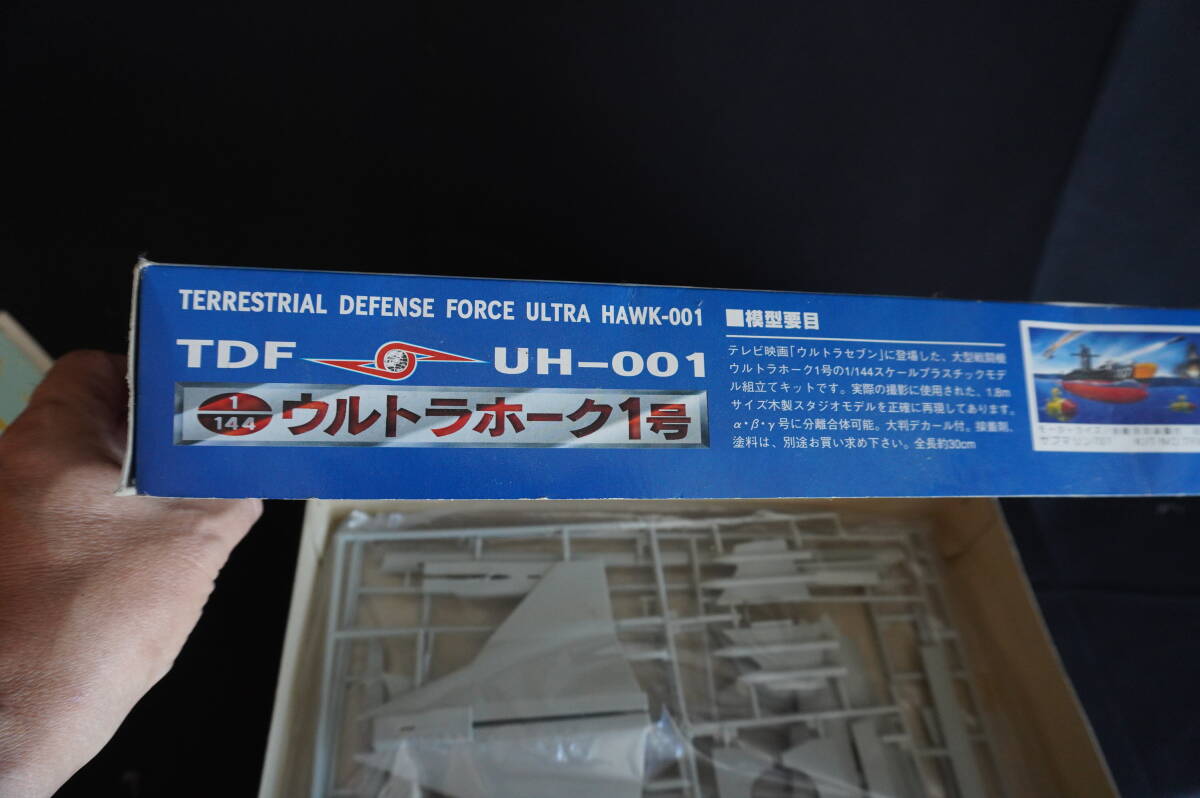 TERRESTRIAL DEFENSE FORCE ULTRA HAWK-001
TDF UH-001
1/144 ウルトラホーク1号
■模型要目
テレビ映画「ウルトラセブン」に登場した、大型戦闘機
ウルトラホーク1号の1/144スケールプラスチックモデ
ル組立てキットです。実際の撮影に使用された、1.8m
サイズ木製スタジオモデルを正確に再現してあります。
α・β・γ号に分離合体可能。大判デカール付。接着剤、
塗料は、別途お買い求め下さい。全長約30cm
サブマリン707